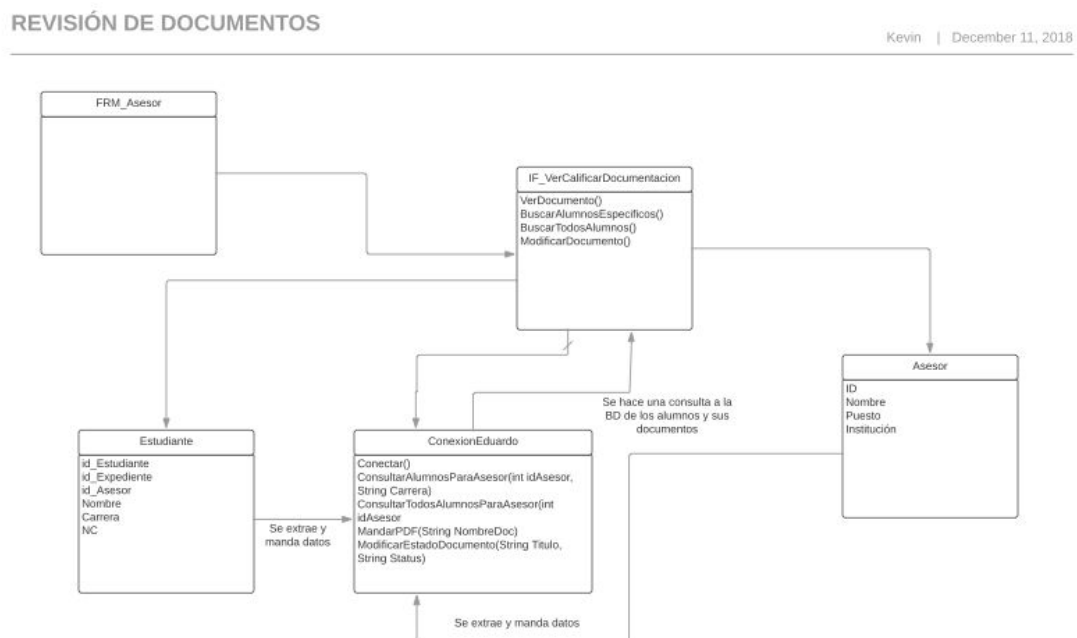 REVISIÓN DE DOCUMENTOS
Kevin | December 11, 2018
FRM_Asesor
IF_VerCalificarDocumentacion
VerDocumento()
BuscarAlumnosEspecificos()
BuscarTodosAlumnos()
ModificarDocumento()
Asesor
ID
Nombre
Puesto
Institución
Se hace una consulta a la
BD de los alumnos y sus
documentos
Estudiante
id_Estudiante
id_Expediente
id_Asesor
Nombre
Carrera
NC
Se extrae y
manda datos
ConexionEduardo
Conectar()
ConsultarAlumnosParaAsesor(int idAsesor,
String Carrera)
ConsultarTodosAlumnosParaAsesor(int
idAsesor
MandarPDF(String NombreDoc)
ModificarEstadoDocumento(String Titulo,
String Status)
Se extrae y manda datos